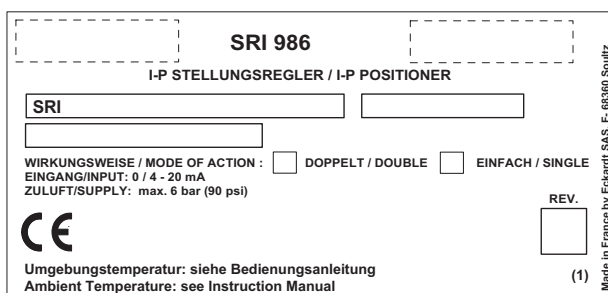 SRI 986
I-P STELLUNGSREGLER / I-P POSITIONER
SRI
WIRKUNGSWEISE / MODE OF ACTION : DOPPELT / DOUBLE EINFACH / SINGLE
EINGANG/INPUT: 0 / 4 - 20 mA
ZULUFT/SUPPLY: max. 6 bar (90 psi)
REV.
CE
Umgebungstemperatur: siehe Bedienungsanleitung
Ambient Temperature: see Instruction Manual
(1)
Made in France by Eckardt SAS, F- 68360 Soultz